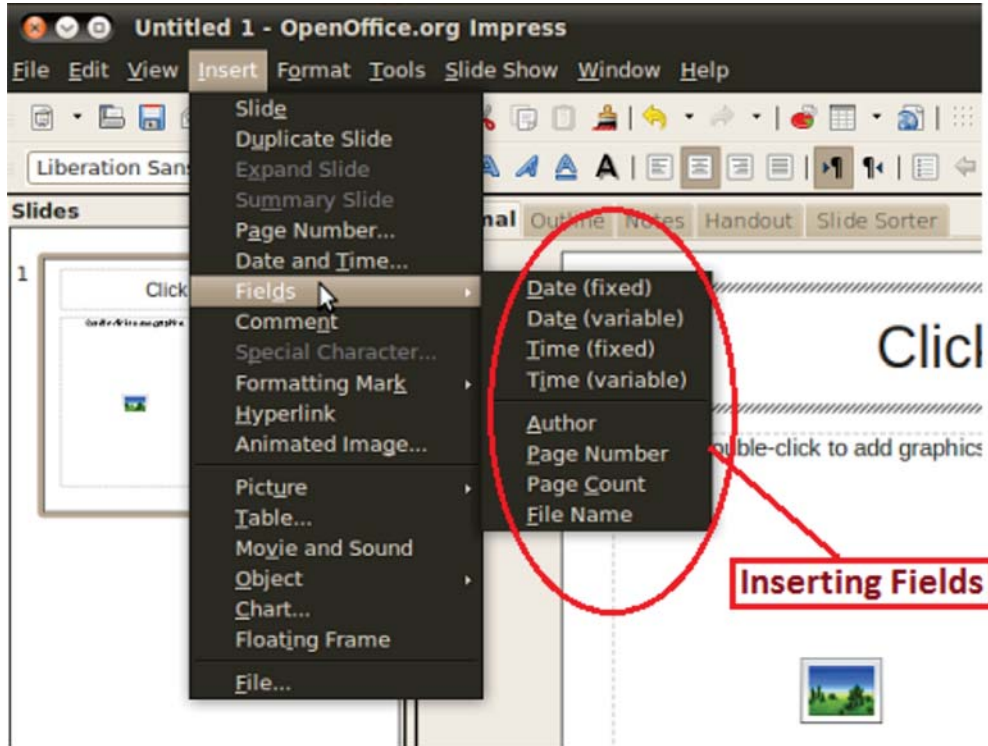 Untitled 1 - OpenOffice.org Impress
File Edit View Insert Format Tools Slide Show Window Help
Liberation Sans
Slides
Outline Notes Handout Slide Sorter
Slide
Duplicate Slide
Expand Slide
Summary Slide
Page Number...
Date and Time...
Fields
Comment
Special Character...
Formatting Mark
Hyperlink
Animated Image...
Picture
Table...
Movie and Sound
Object
Chart...
Floating Frame
File...
Date (fixed)
Date (variable)
Time (fixed)
Time (variable)
Author
Page Number
Page Count
File Name
1
Click
Click
to add graphics
Inserting Fields